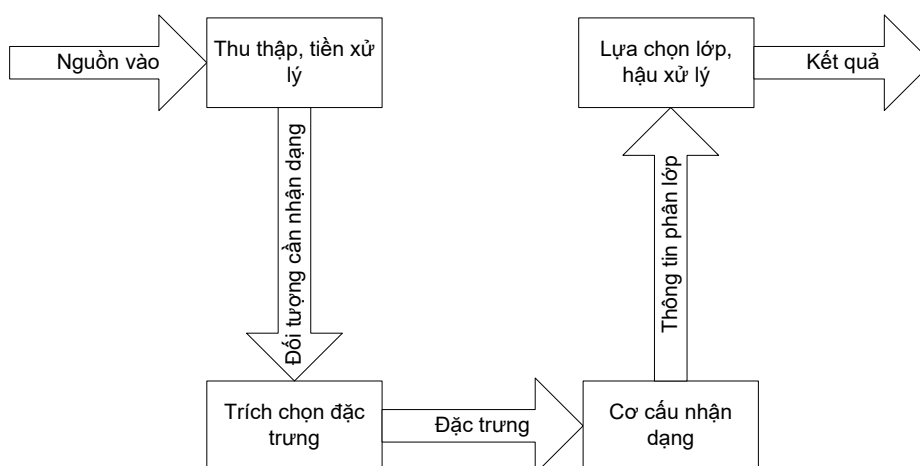 Nguồn vào
Thu thập, tiền xử
lý
Đối tượng cần nhận dạng
Trích chọn đặc
trưng
Đặc trưng
Cơ cấu nhận
dạng
Thông tin phân lớp
Lựa chọn lớp,
hậu xử lý
Kết quả